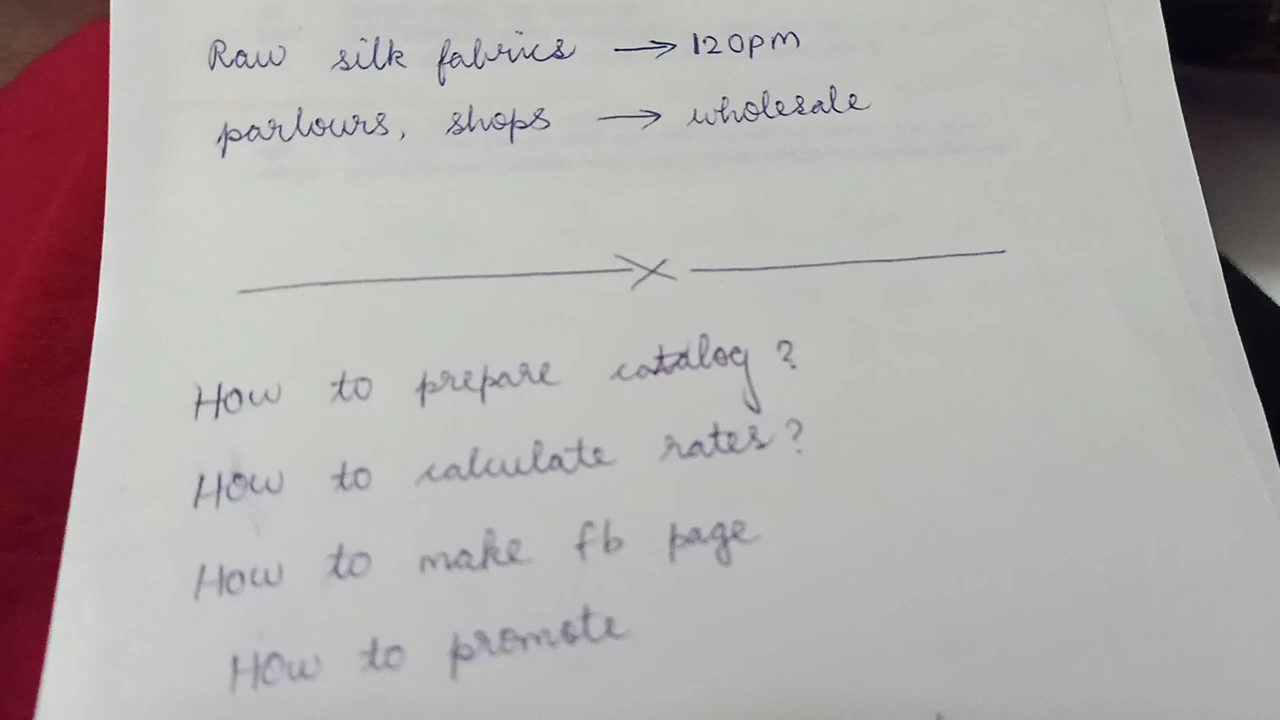 Raw silk fabrics → 120pm
parlours, shops → wholesale
How to prepare catalog?
How to calculate rates?
How to make fb page
How to promote